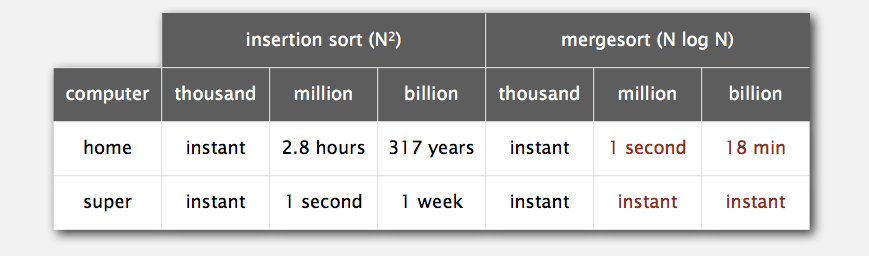 insertion sort (N²) mergesort (N log N)
computer thousand million billion thousand million billion
home instant 2.8 hours 317 years instant 1 second 18 min
super instant 1 second 1 week instant instant instant